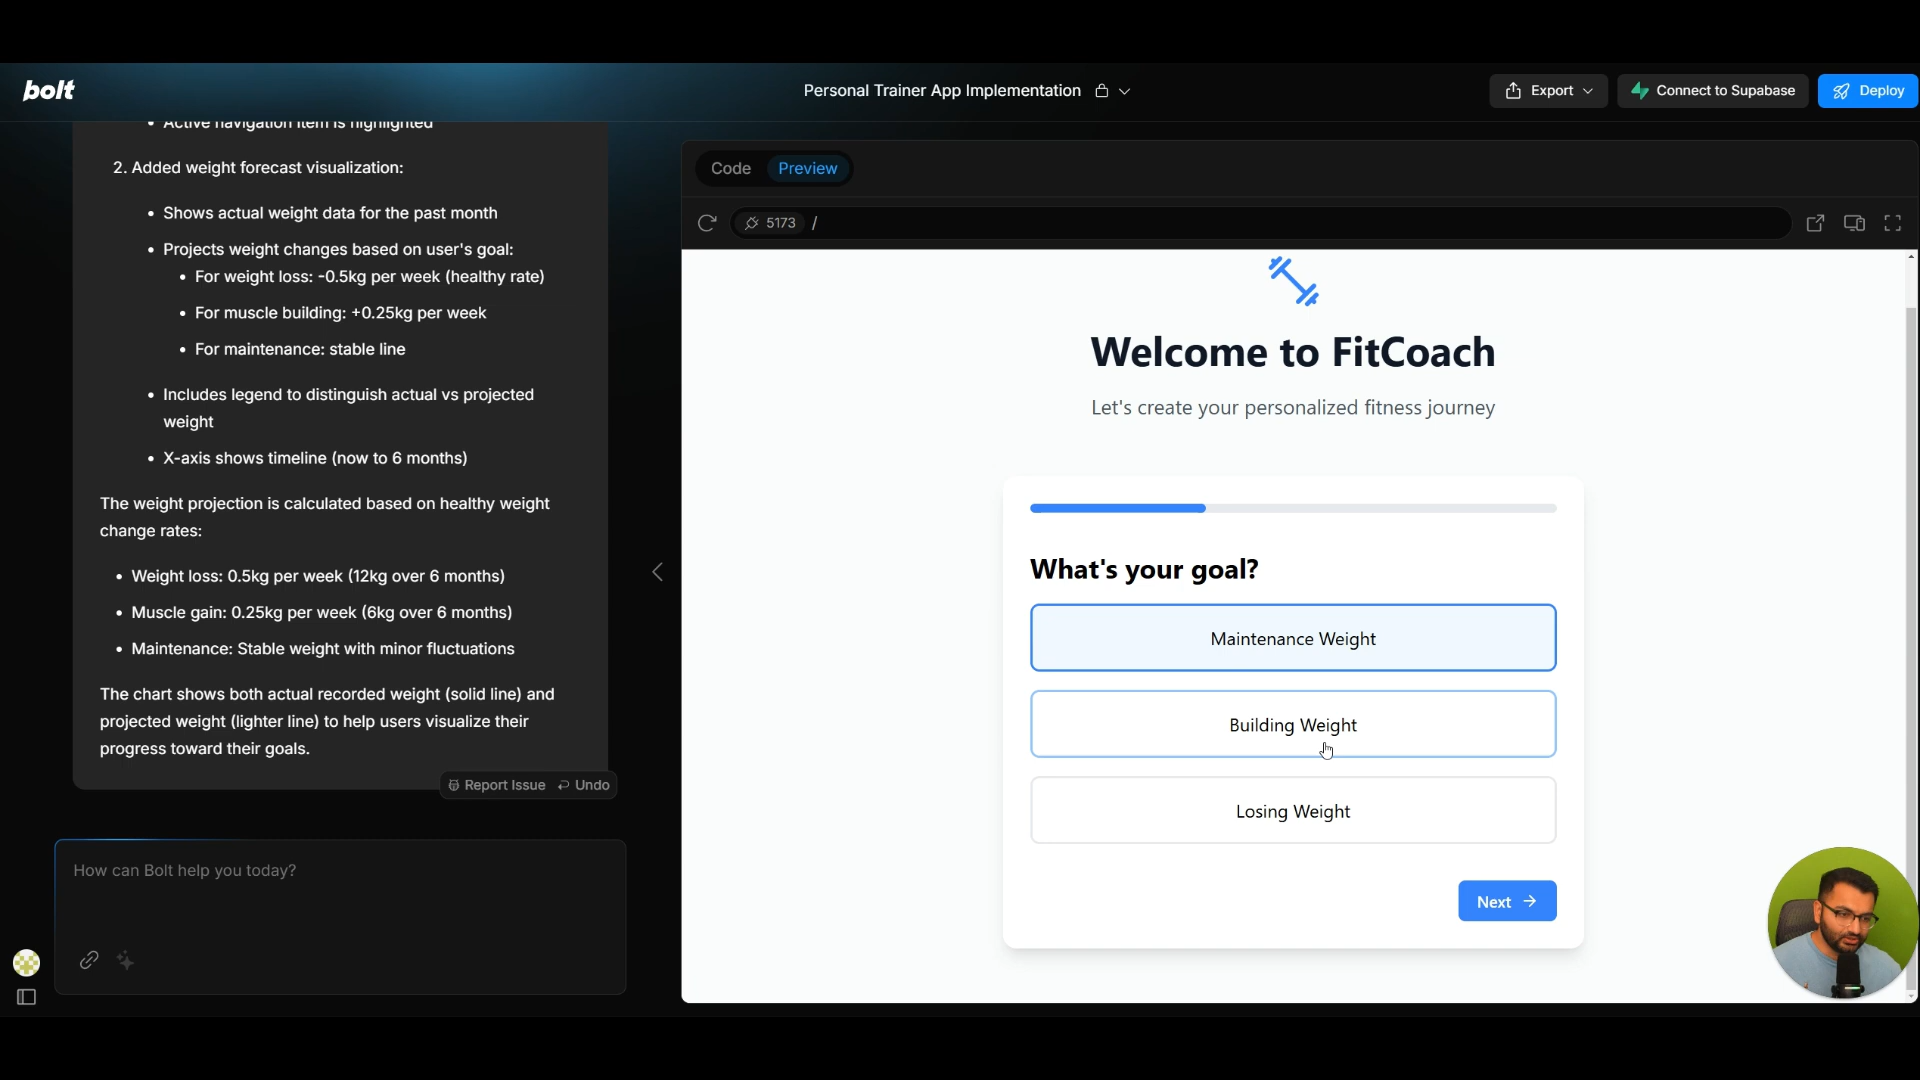 bolt
Personal Trainer App Implementation
Export
Connect to Supabase
Deploy
• Active navigation item is highlighted
2. Added weight forecast visualization:
• Shows actual weight data for the past month
• Projects weight changes based on user's goal:
• For weight loss: -0.5kg per week (healthy rate)
• For muscle building: +0.25kg per week
• For maintenance: stable line
• Includes legend to distinguish actual vs projected
weight
• X-axis shows timeline (now to 6 months)
The weight projection is calculated based on healthy weight
change rates:
• Weight loss: 0.5kg per week (12kg over 6 months)
• Muscle gain: 0.25kg per week (6kg over 6 months)
• Maintenance: Stable weight with minor fluctuations
The chart shows both actual recorded weight (solid line) and
projected weight (lighter line) to help users visualize their
progress toward their goals.
Report Issue
Undo
How can Bolt help you today?
Code
Preview
5173
/
Welcome to FitCoach
Let's create your personalized fitness journey
What's your goal?
Maintenance Weight
Building Weight
Losing Weight
Next